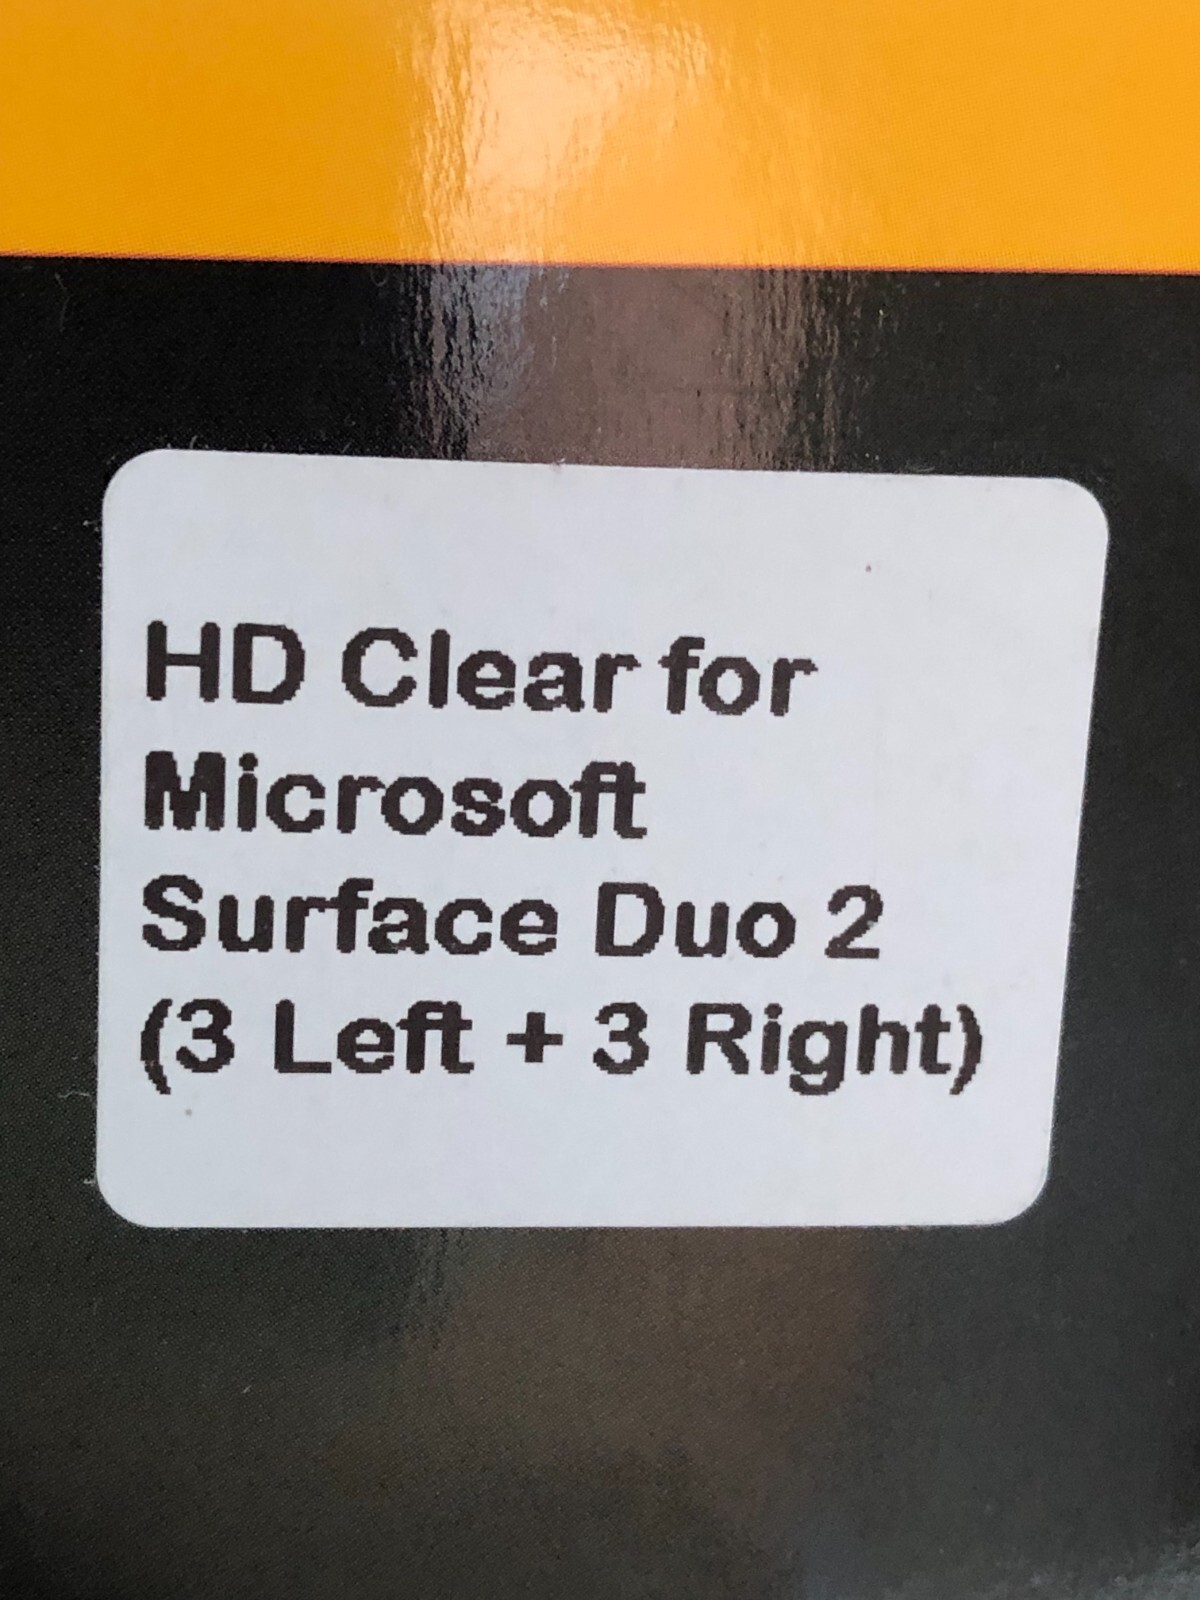 HD Clear for
Microsoft
Surface Duo 2
(3 Left + 3 Right)